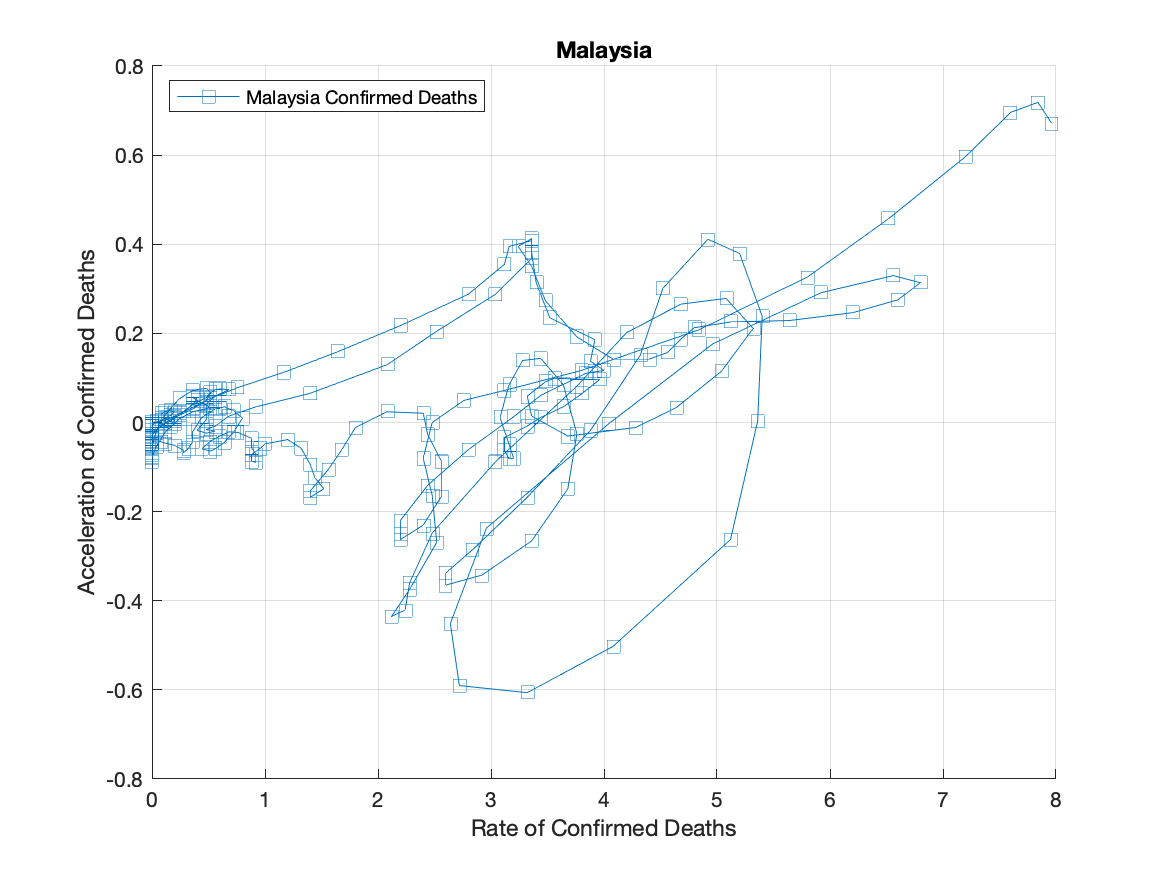 Malaysia
Malaysia Confirmed Deaths
0.8
0.6
0.4
0.2
0
-0.2
-0.4
-0.6
-0.8
Acceleration of Confirmed Deaths
0 1 2 3 4 5 6 7 8
Rate of Confirmed Deaths